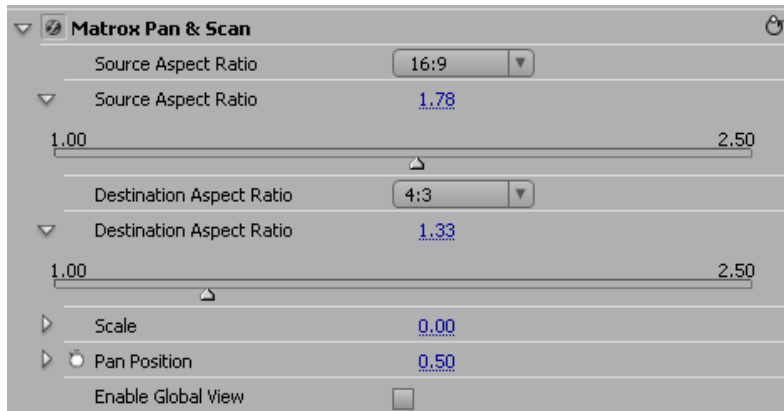 Matrox Pan & Scan
Source Aspect Ratio 16:9
Source Aspect Ratio 1.78
1.00 2.50
Destination Aspect Ratio 4:3
Destination Aspect Ratio 1.33
1.00 2.50
Scale 0.00
Pan Position 0.50
Enable Global View